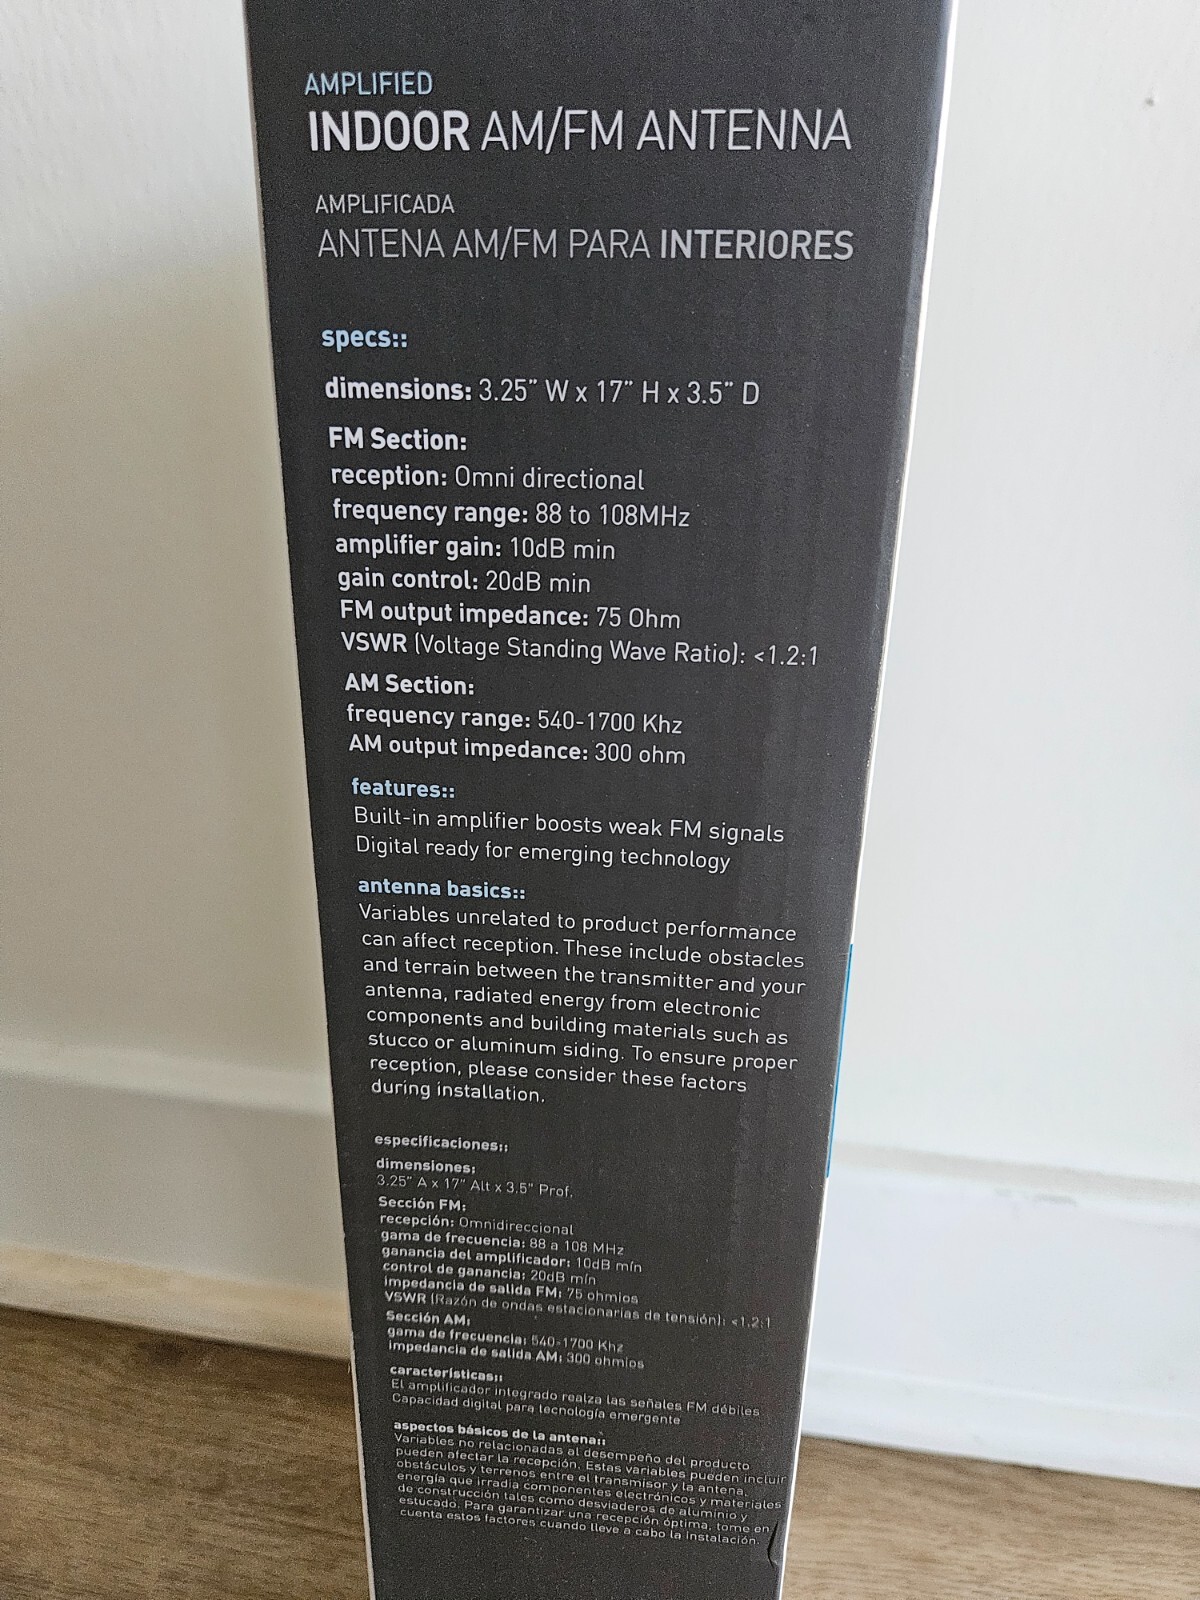 AMPLIFIED
INDOOR AM/FM ANTENNA
AMPLIFICADA
ANTENA AM/FM PARA INTERIORES
specs::
dimensions: 3.25” W x 17” H x 3.5” D
FM Section:
reception: Omni directional
frequency range: 88 to 108MHz
amplifier gain: 10dB min
gain control: 20dB min
FM output impedance: 75 Ohm
VSWR (Voltage Standing Wave Ratio): <1.2:1
AM Section:
frequency range: 540-1700 Khz
AM output impedance: 300 ohm
features::
Built-in amplifier boosts weak FM signals
Digital ready for emerging technology
antenna basics::
Variables unrelated to product performance
can affect reception. These include obstacles
and terrain between the transmitter and your
antenna, radiated energy from electronic
components and building materials such as
stucco or aluminum siding. To ensure proper
reception, please consider these factors
during installation.
especificaciones::
dimensiones:
3.25” A x 17” Alt x 3.5” Prof.
Sección FM:
recepción: Omnidireccional
gama de frecuencia: 88 a 108 MHz
ganancia del amplificador: 10dB mín
control de ganancia: 20dB mín
impedancia de salida FM: 75 ohmios
VSWR (Razón de ondas estacionarias de tensión): <1.2:1
Sección AM:
gama de frecuencia: 540-1700 Khz
impedancia de salida AM: 300 ohmios
características::
El amplificador integrado realza las señales FM débiles
Capacidad digital para tecnología emergente
aspectos básicos de la antena::
Variables no relacionadas al desempeño del producto
pueden afectar la recepción. Estas variables pueden incluir
obstáculos y terrenos entre el transmisor y la antena,
energía que irradia componentes electrónicos y materiales
de construcción tales como desviaderos de aluminio y
estucado. Para garantizar una recepción óptima, tome en
cuenta estos factores cuando lleve a cabo la instalación.